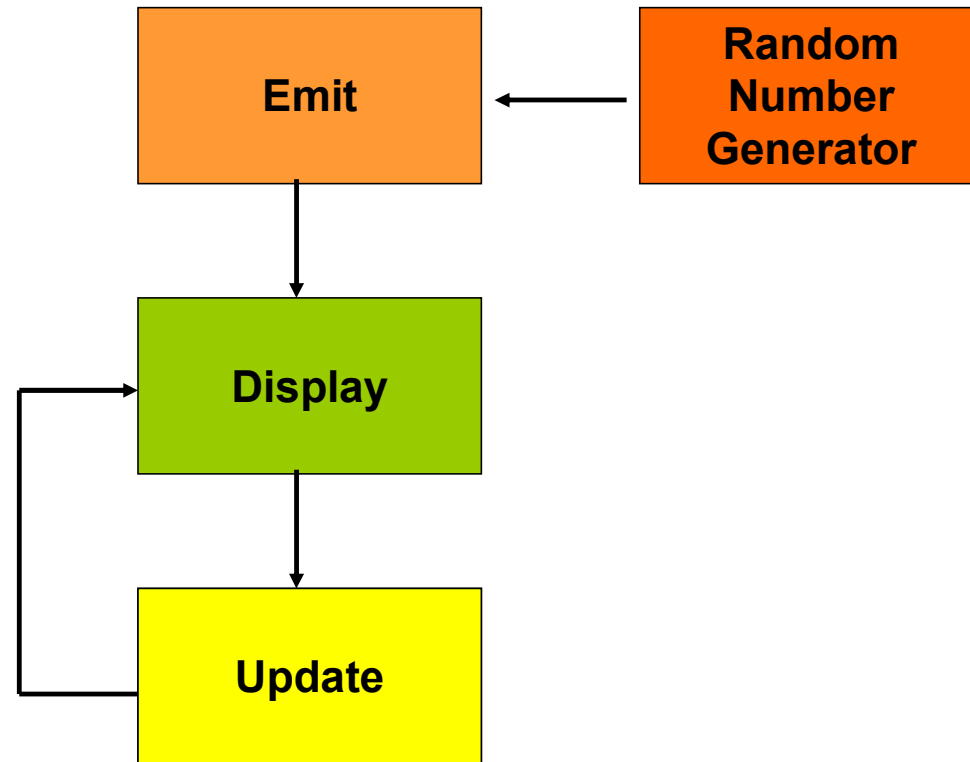 Emit
Random
Number
Generator
Display
Update